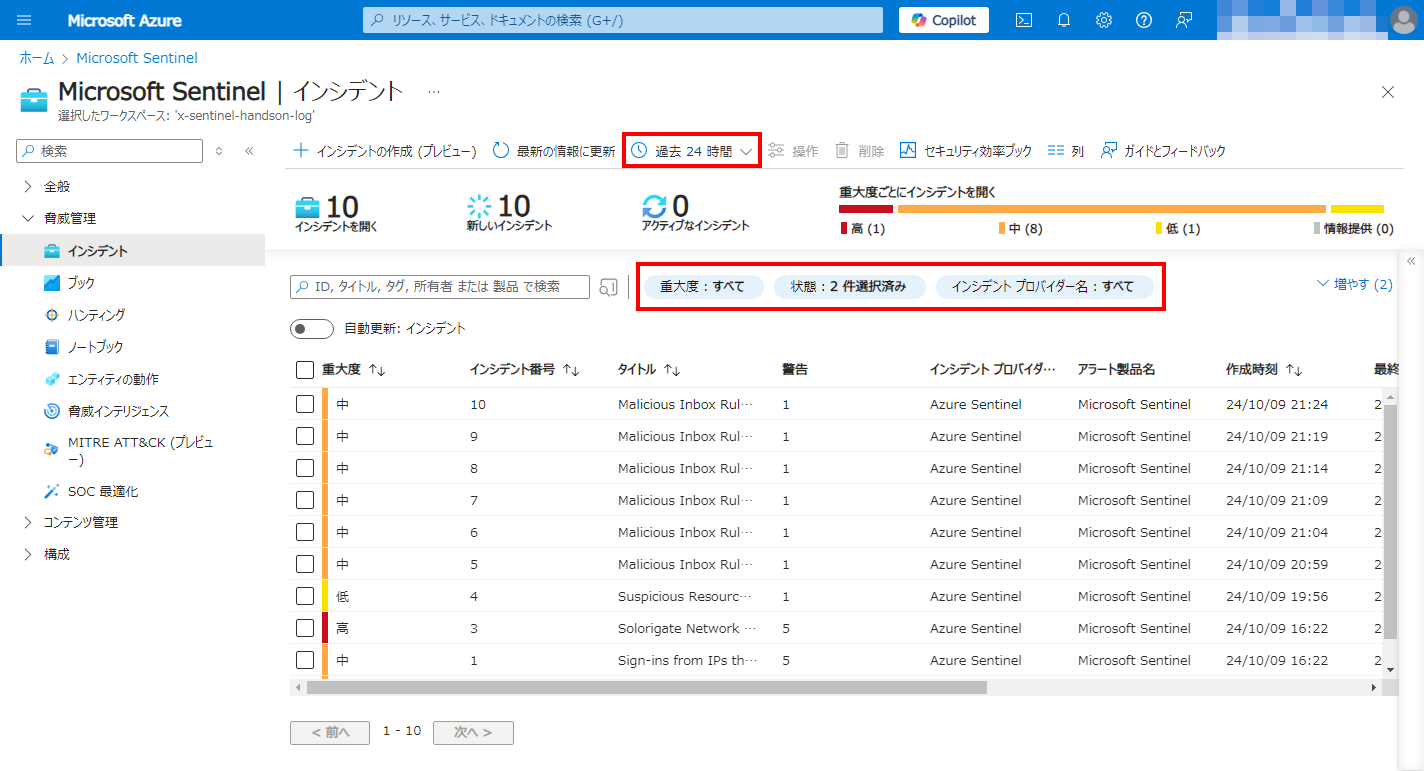 Microsoft Azure
リソース、サービス、ドキュメントの検索 (G+/)
Copilot
ホーム > Microsoft Sentinel
Microsoft Sentinel | インシデント ...
選択したワークスペース: 'x-sentinel-handson-log'
検索
インシデントの作成 (プレビュー)
最新の情報に更新
過去 24 時間
操作
削除
セキュリティ効率ブック
列
ガイドとフィードバック
全般
脅威管理
インシデント
ブック
ハンティング
ノートブック
エンティティの動作
脅威インテリジェンス
MITRE ATT&CK (プレビュ
ー)
SOC 最適化
コンテンツ管理
構成
10
インシデントを開く
10
新しいインシデント
0
アクティブなインシデント
重大度ごとにインシデントを開く
高 (1)
中 (8)
低 (1)
情報提供 (0)
ID, タイトル, タグ, 所有者 または 製品 で検索
重大度 : すべて
状態 : 2 件選択済み
インシデント プロバイダー名 : すべて
増やす (2)
自動更新: インシデント
重大度 インシデント番号 タイトル 警告 インシデント プロバイダ… アラート製品名 作成時刻 最終
中 10 Malicious Inbox Rul… 1 Azure Sentinel Microsoft Sentinel 24/10/09 21:24 2
中 9 Malicious Inbox Rul… 1 Azure Sentinel Microsoft Sentinel 24/10/09 21:19 2
中 8 Malicious Inbox Rul… 1 Azure Sentinel Microsoft Sentinel 24/10/09 21:14 2
中 7 Malicious Inbox Rul… 1 Azure Sentinel Microsoft Sentinel 24/10/09 21:09 2
中 6 Malicious Inbox Rul… 1 Azure Sentinel Microsoft Sentinel 24/10/09 21:04 2
中 5 Malicious Inbox Rul… 1 Azure Sentinel Microsoft Sentinel 24/10/09 20:59 2
低 4 Suspicious Resourc… 1 Azure Sentinel Microsoft Sentinel 24/10/09 19:56 2
高 3 Solorigate Network … 5 Azure Sentinel Microsoft Sentinel 24/10/09 16:22 2
中 1 Sign-ins from IPs th… 5 Azure Sentinel Microsoft Sentinel 24/10/09 16:22 2
< 前へ 1 - 10 次へ >